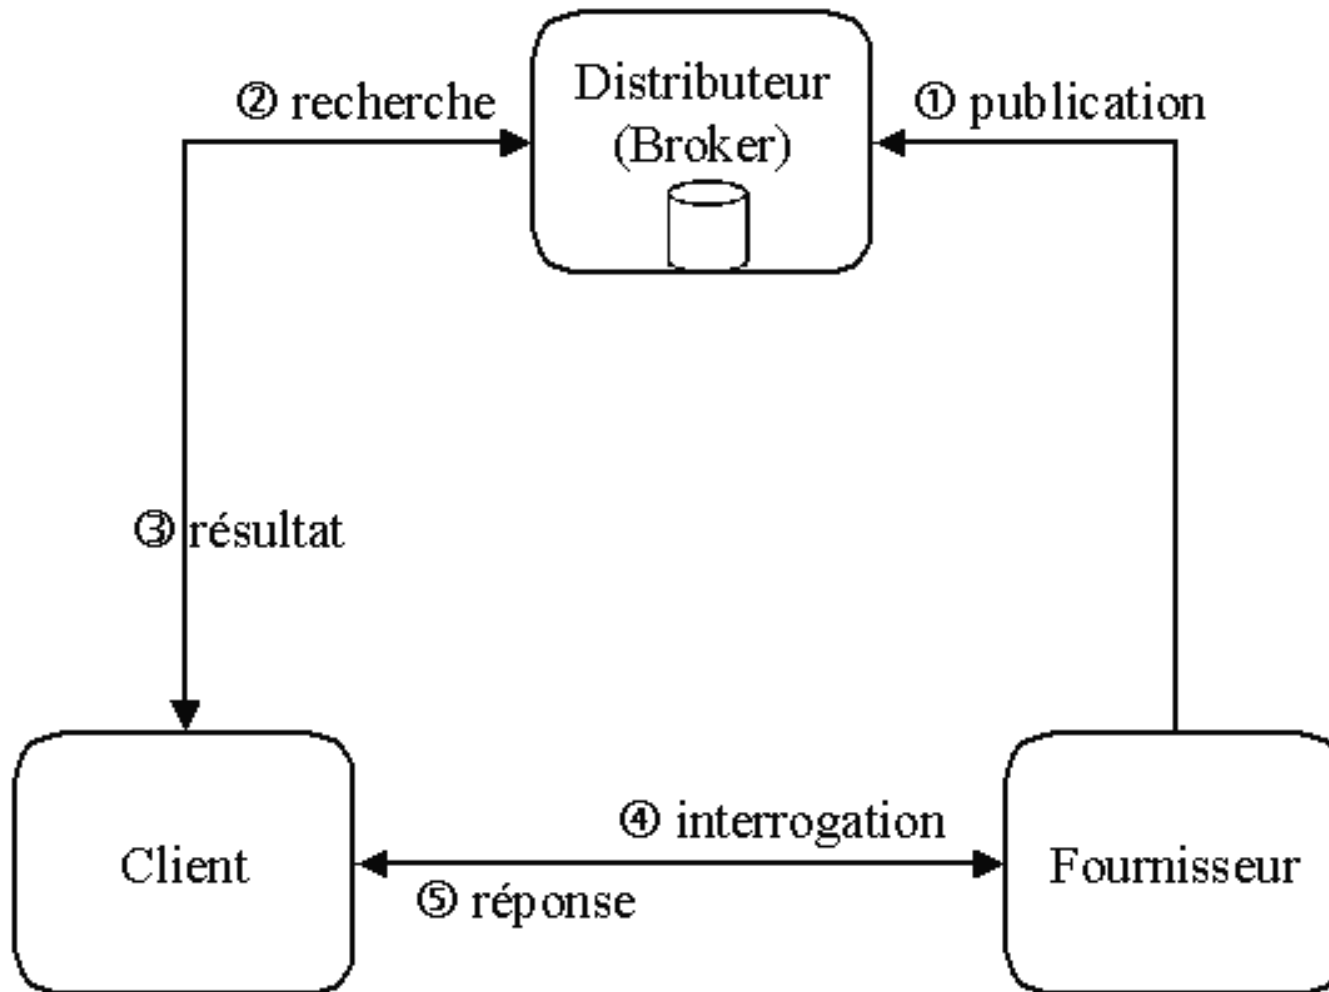 Distributeur
(Broker)
② recherche
① publication
③ résultat
④ interrogation
Client
Fournisseur
⑤ réponse